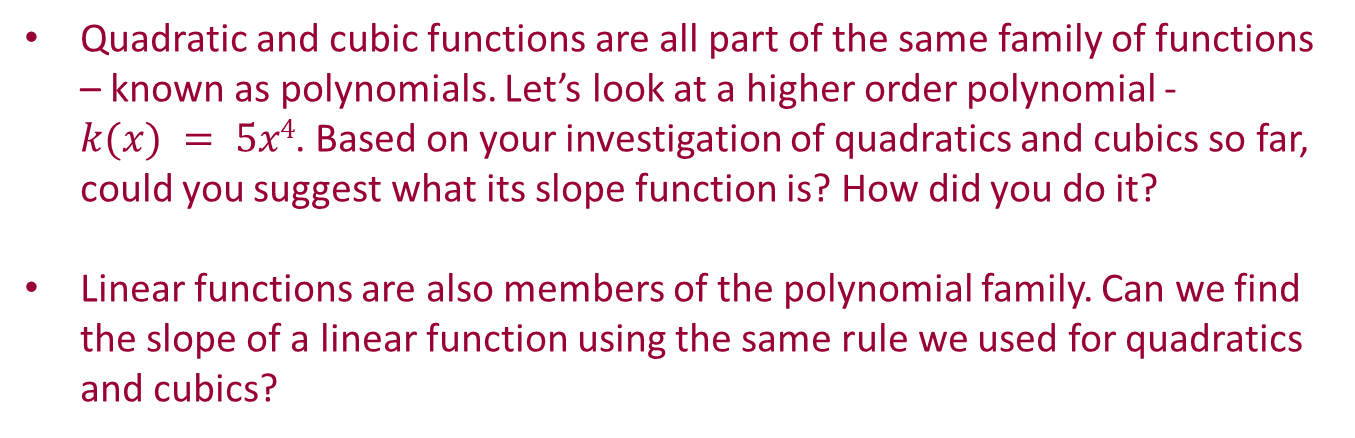 • Quadratic and cubic functions are all part of the same family of functions
– known as polynomials. Let’s look at a higher order polynomial -
k(x) = 5x⁴. Based on your investigation of quadratics and cubics so far,
could you suggest what its slope function is? How did you do it?
• Linear functions are also members of the polynomial family. Can we find
the slope of a linear function using the same rule we used for quadratics
and cubics?